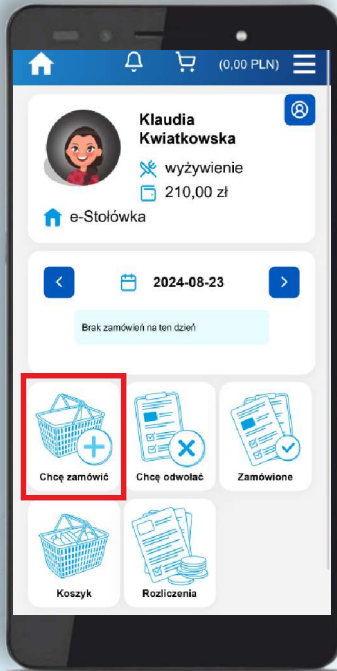 (0,00 PLN)
Klaudia
Kwiatkowska
wyżywienie
210,00 zł
e-Stołówka
2024-08-23
Brak zamówień na ten dzień
Chcę zamówić
Chcę odwołać
Zamówione
Koszyk
Rozliczenia